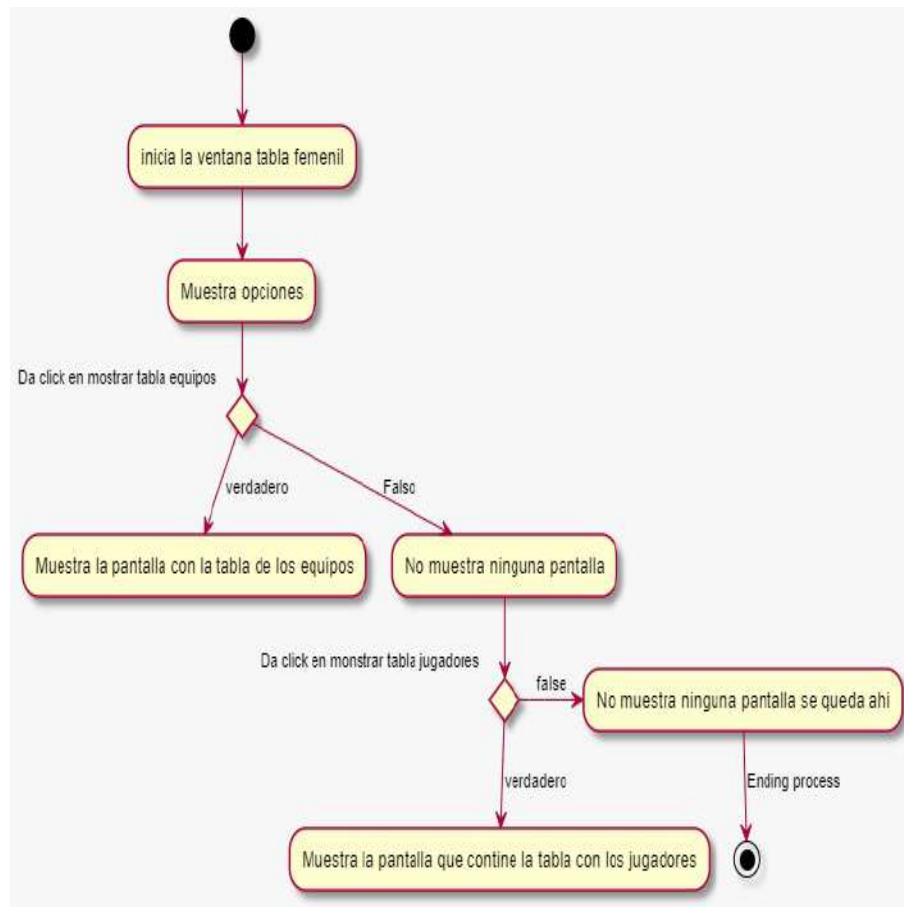 inicia la ventana tabla femenil
Muestra opciones
Da click en mostrar tabla equipos
verdadero
Falso
Muestra la pantalla con la tabla de los equipos
No muestra ninguna pantalla
Da click en monstrar tabla jugadores
false
No muestra ninguna pantalla se queda ahi
verdadero
Ending process
Muestra la pantalla que contine la tabla con los jugadores